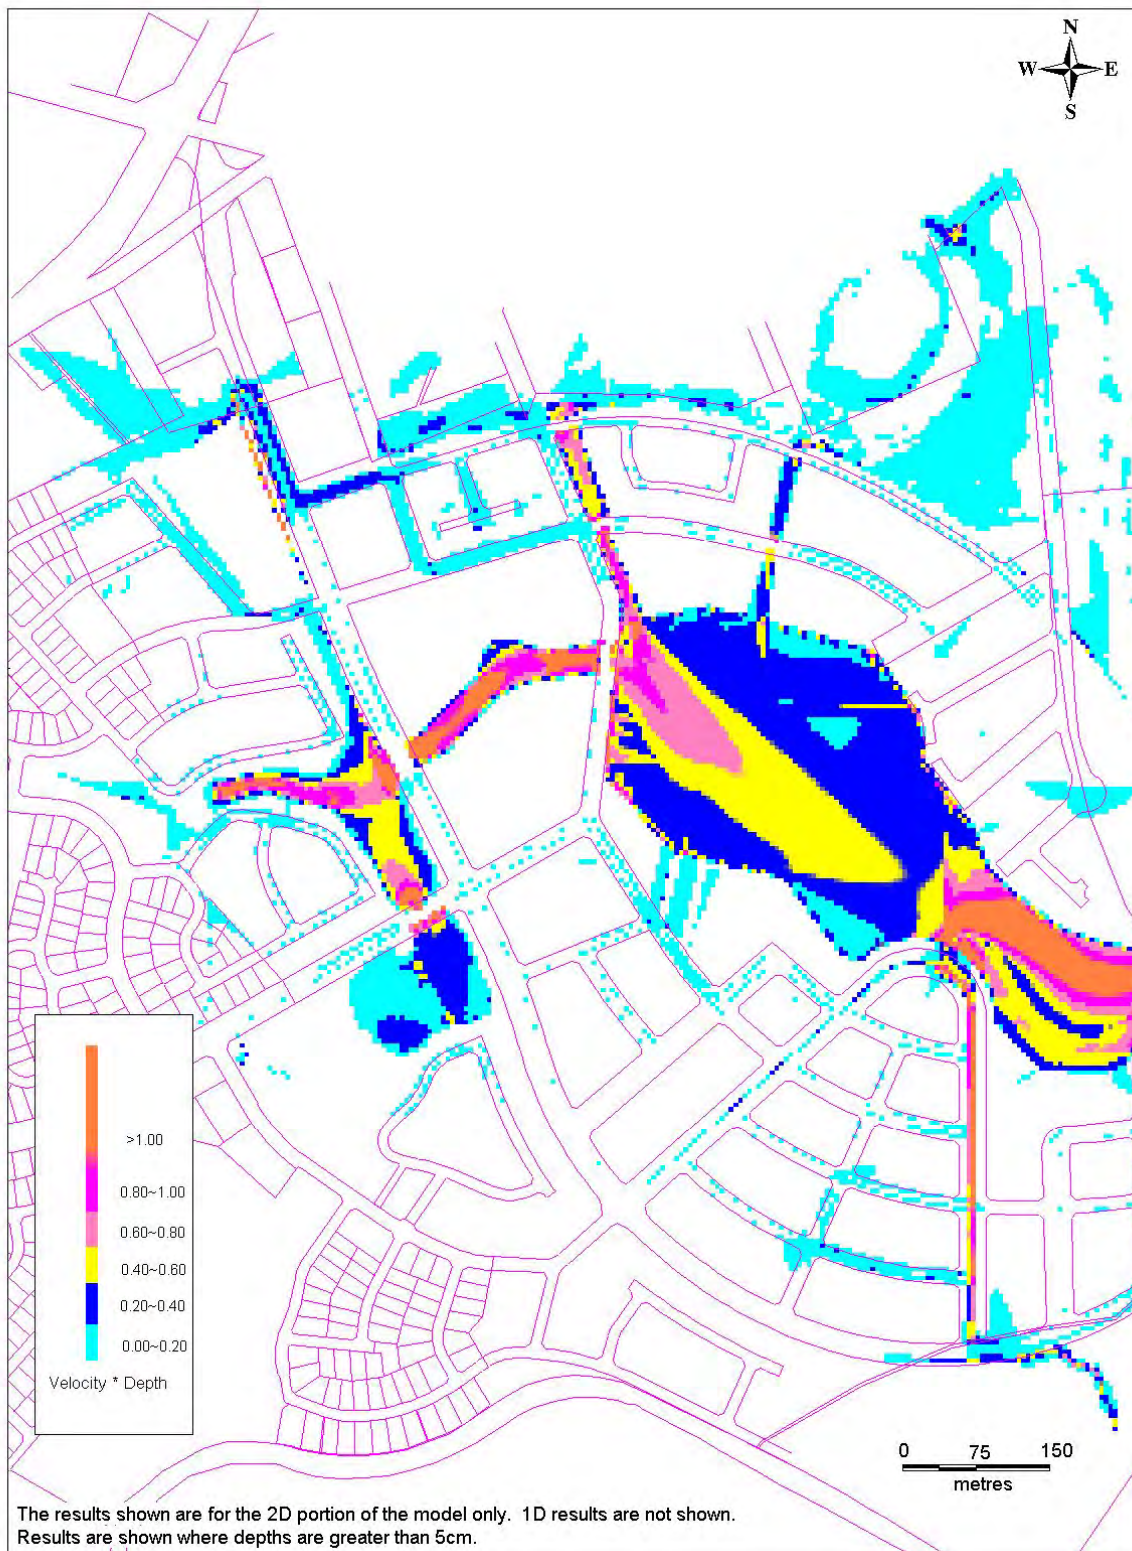 N
W E
S
>1.00
0.80~1.00
0.60~0.80
0.40~0.60
0.20~0.40
0.00~0.20
Velocity * Depth
0 75 150
metres
The results shown are for the 2D portion of the model only. 1D results are not shown.
Results are shown where depths are greater than 5cm.